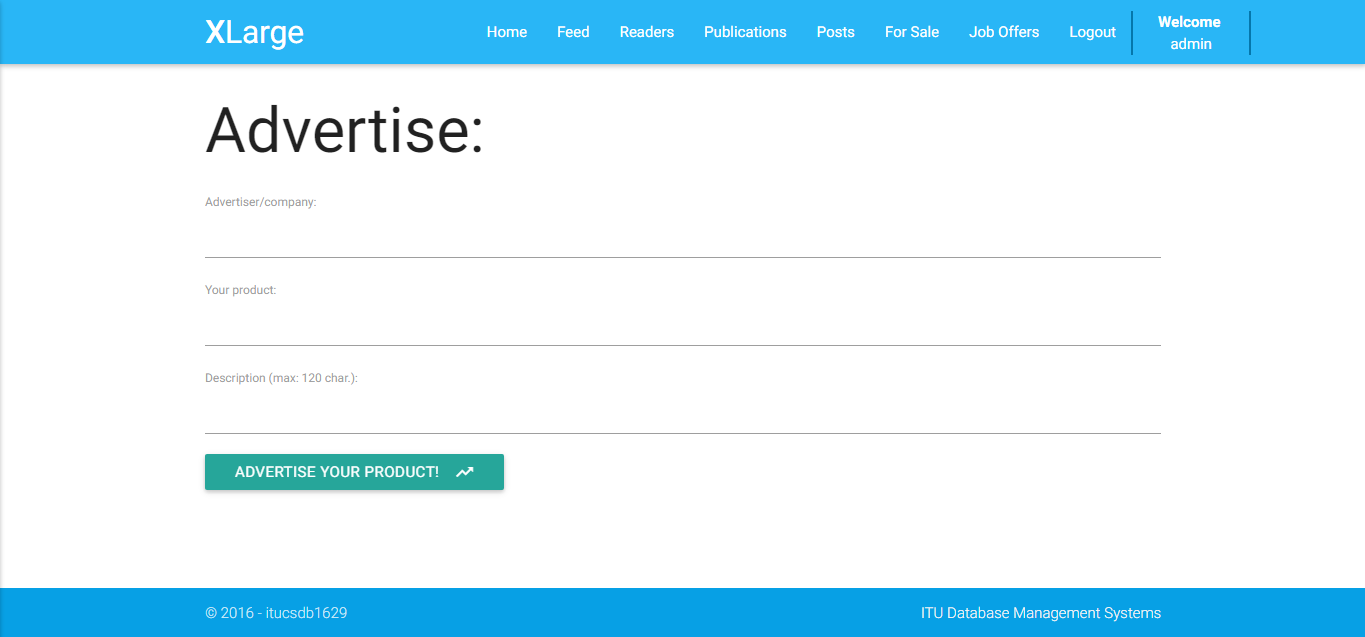 XLarge
Home Feed Readers Publications Posts For Sale Job Offers Logout
Welcome
admin
Advertise:
Advertiser/company:
Your product:
Description (max: 120 char.):
ADVERTISE YOUR PRODUCT!
© 2016 - itucsdb1629
ITU Database Management Systems